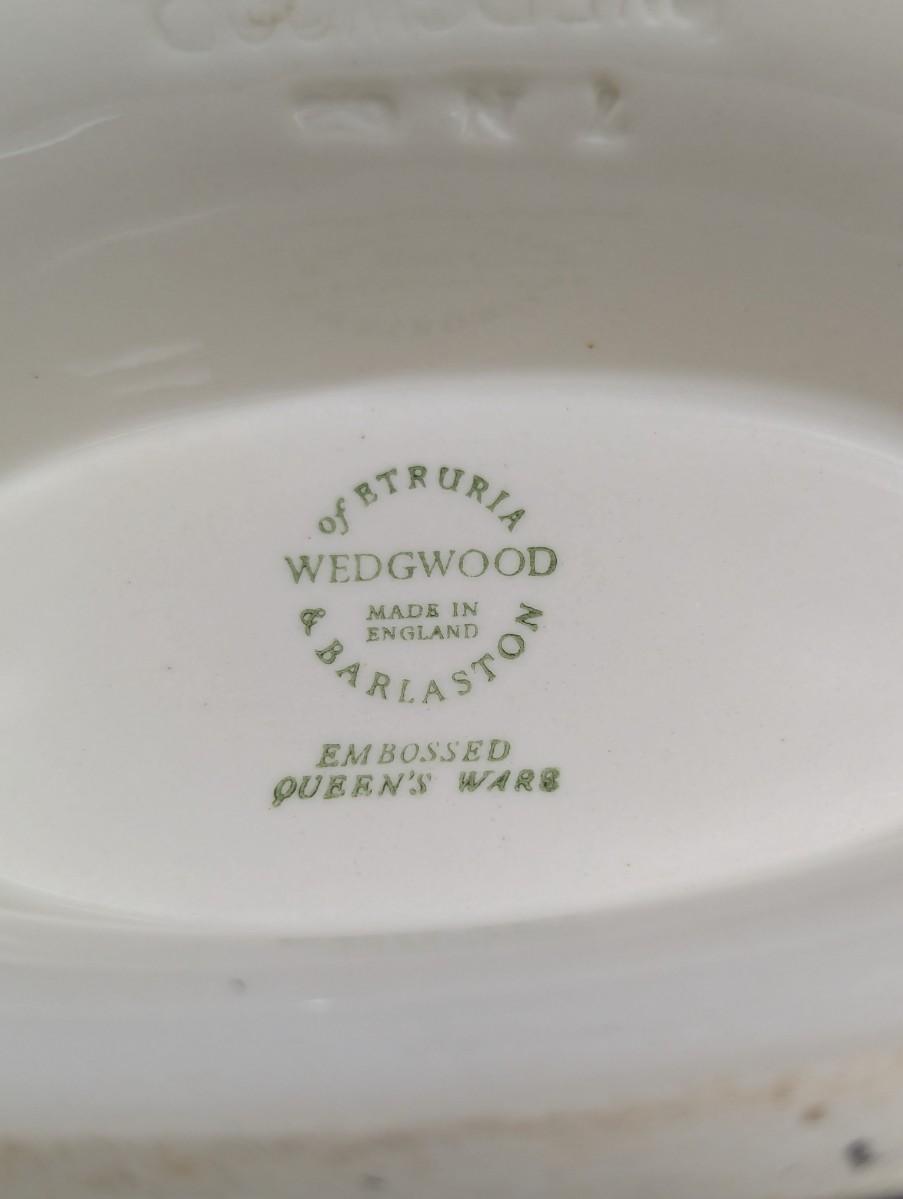 of ETRURIA
WEDGWOOD
MADE IN
ENGLAND
& BARLASTON
EMBOSSED
QUEEN'S WARE